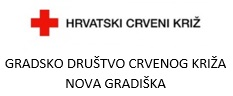 HRVATSKI CRVENI KRIŽ
GRADSKO DRUŠTVO CRVENOG KRIŽA
NOVA GRADIŠKA